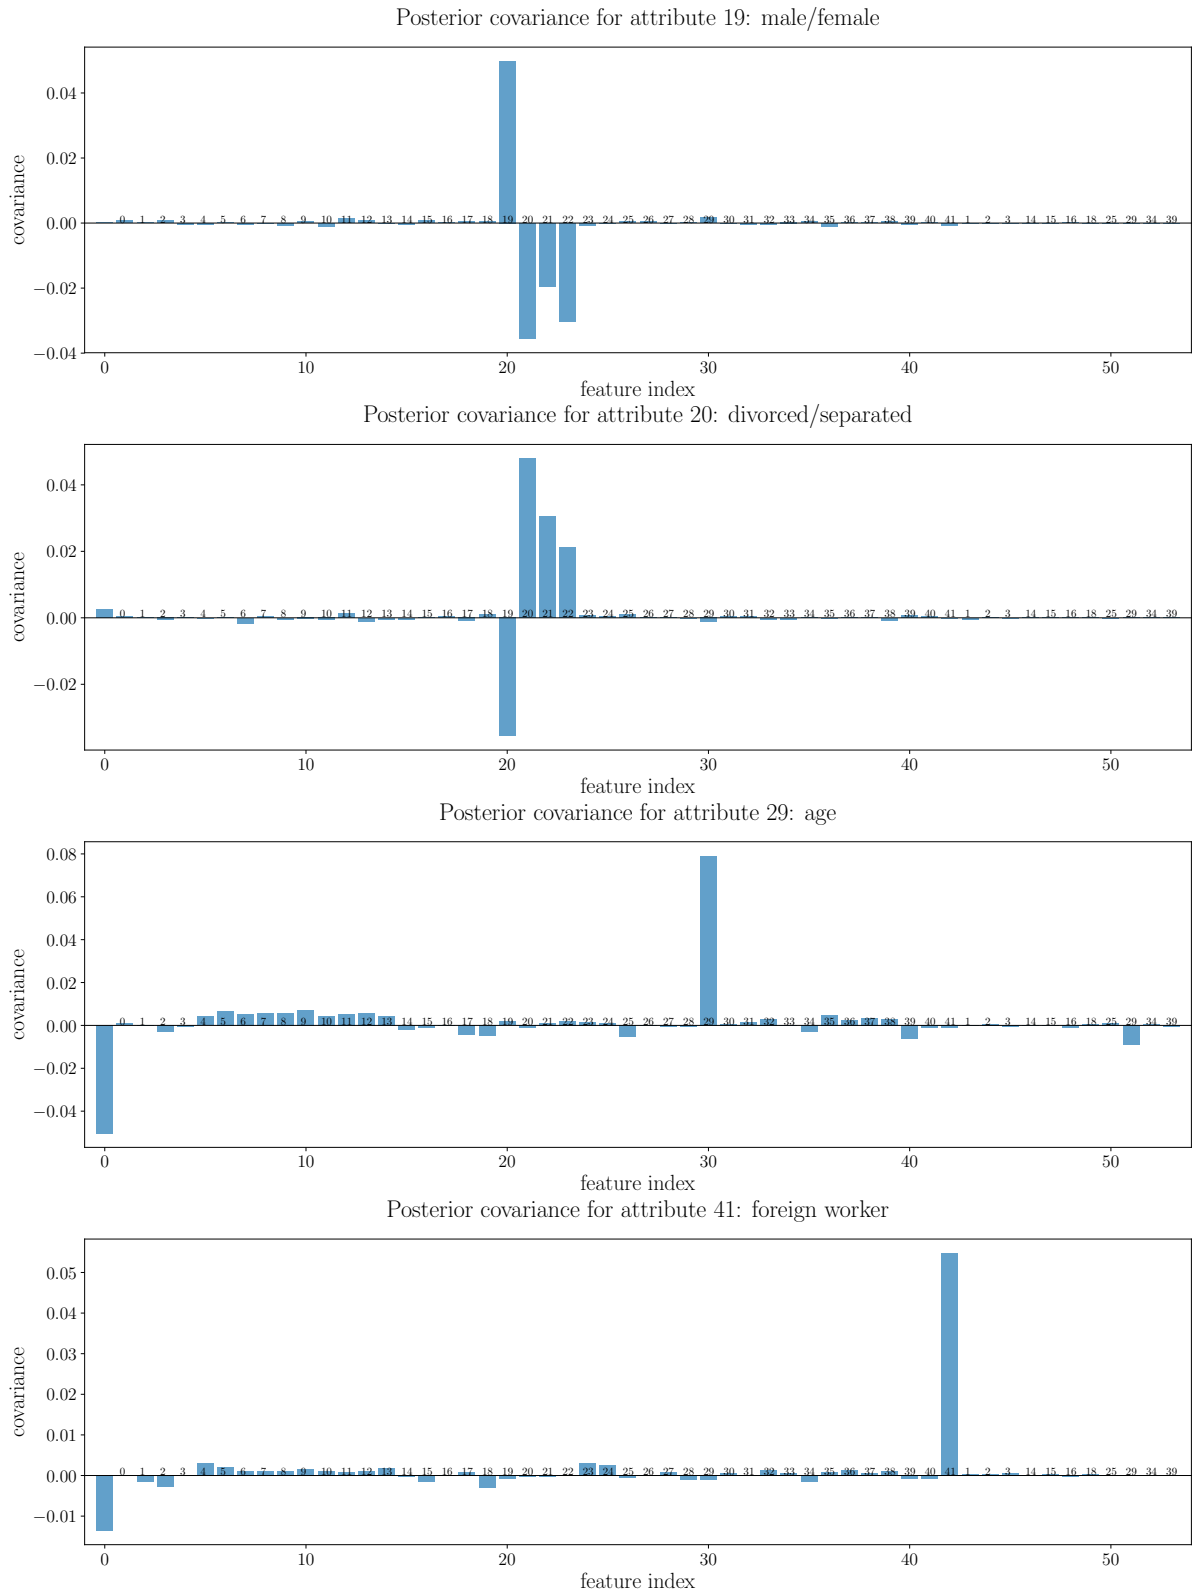 Posterior covariance for attribute 19: male/female
0.04
0.02
0.00
−0.02
−0.04
covariance
0 1 2 3 4 5 6 7 8 9 10 11 12 13 14 15 16 17 18 19 20 21 22 23 24 25 26 27 28 29 30 31 32 33 34 35 36 37 38 39 40 41 1 2 3 14 15 16 18 25 29 34 39
0 10 20 30 40 50
feature index
Posterior covariance for attribute 20: divorced/separated
0.04
0.02
0.00
−0.02
covariance
0 1 2 3 4 5 6 7 8 9 10 11 12 13 14 15 16 17 18 19 20 21 22 23 24 25 26 27 28 29 30 31 32 33 34 35 36 37 38 39 40 41 1 2 3 14 15 16 18 25 29 34 39
0 10 20 30 40 50
feature index
Posterior covariance for attribute 29: age
0.08
0.06
0.04
0.02
0.00
−0.02
−0.04
covariance
0 1 2 3 4 5 6 7 8 9 10 11 12 13 14 15 16 17 18 19 20 21 22 23 24 25 26 27 28 29 30 31 32 33 34 35 36 37 38 39 40 41 1 2 3 14 15 16 18 25 29 34 39
0 10 20 30 40 50
feature index
Posterior covariance for attribute 41: foreign worker
0.05
0.04
0.03
0.02
0.01
0.00
−0.01
covariance
0 1 2 3 4 5 6 7 8 9 10 11 12 13 14 15 16 17 18 19 20 21 22 23 24 25 26 27 28 29 30 31 32 33 34 35 36 37 38 39 40 41 1 2 3 14 15 16 18 25 29 34 39
0 10 20 30 40 50
feature index